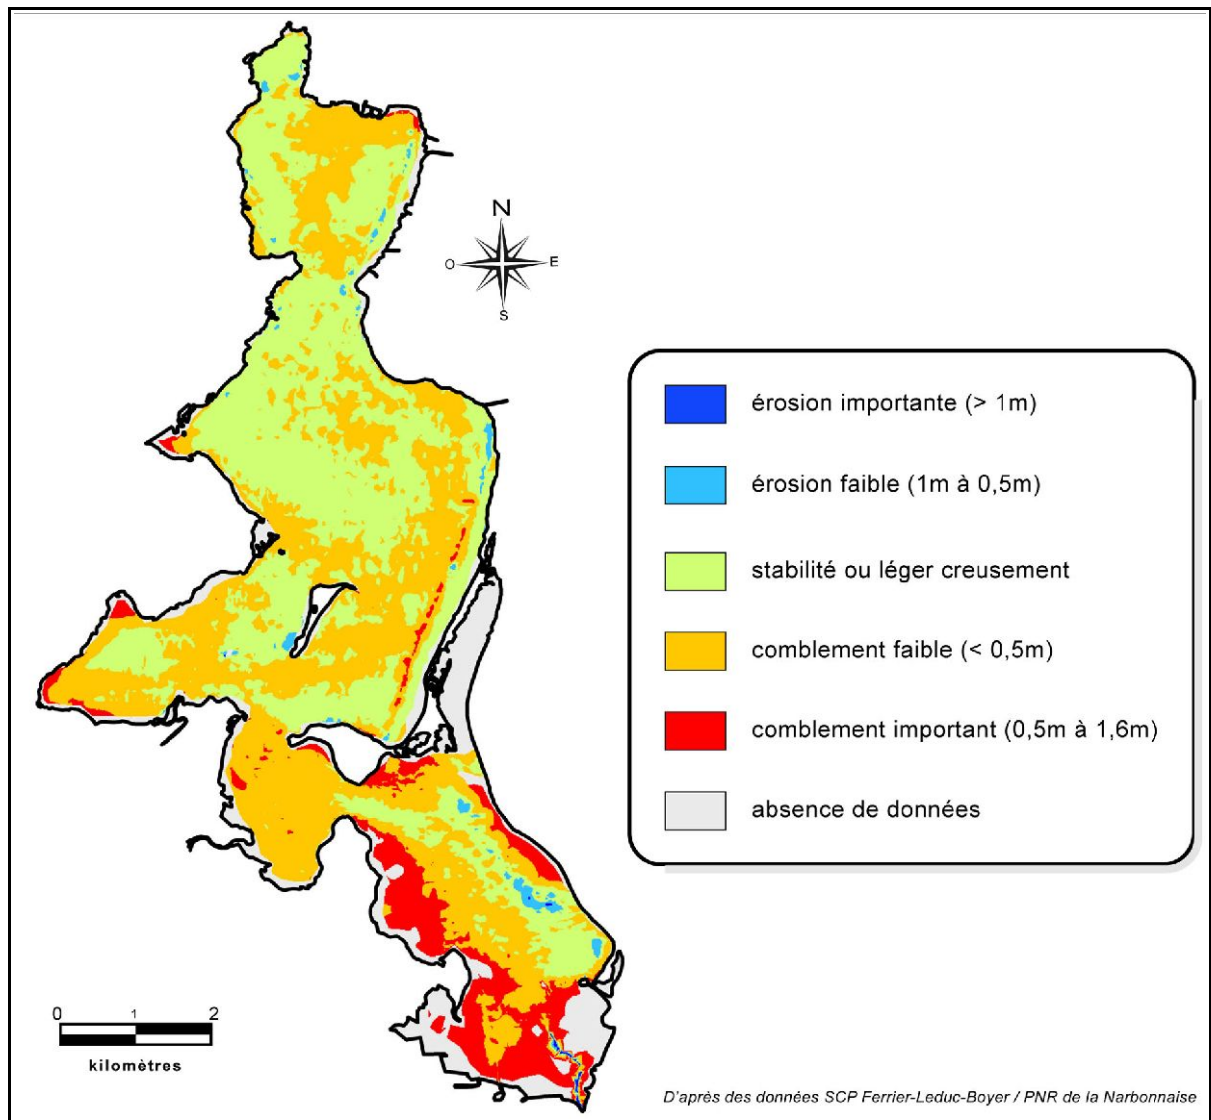 N
O
E
S
érosion importante (> 1m)
érosion faible (1m à 0,5m)
stabilité ou léger creusement
comblement faible (< 0,5m)
comblement important (0,5m à 1,6m)
absence de données
0 1 2
kilomètres
D'après des données SCP Ferrier-Leduc-Boyer / PNR de la Narbonnaise